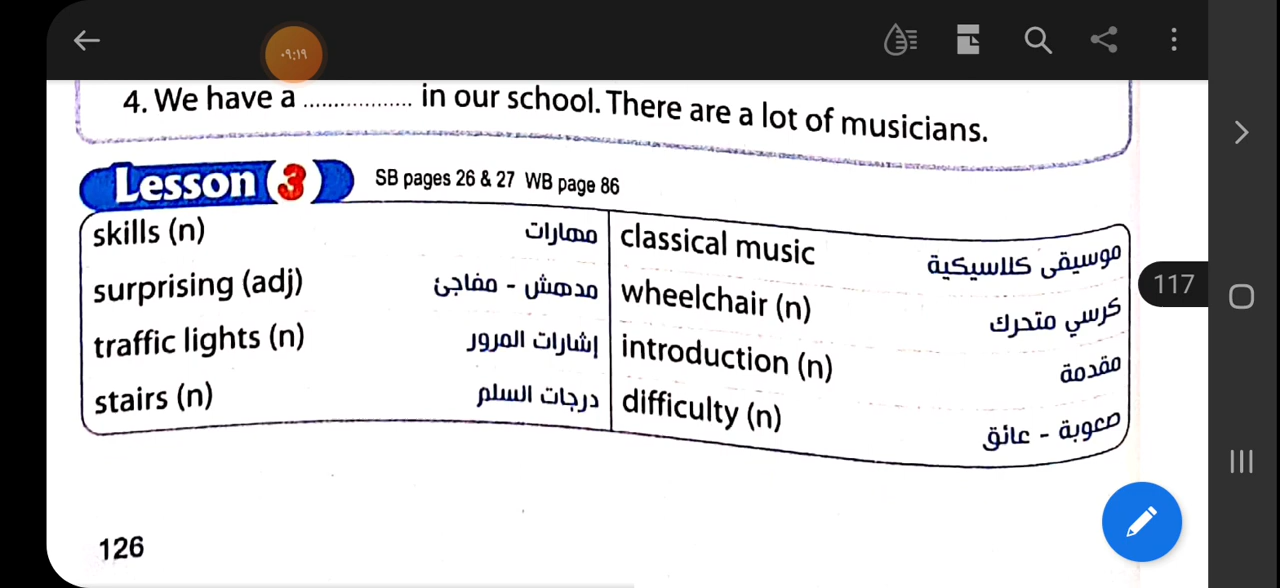 ٠٩:١٩
4. We have a .................. in our school. There are a lot of musicians.
Lesson (3) SB pages 26 & 27 WB page 86
skills (n) مهارات classical music موسيقى كلاسيكية
surprising (adj) مدهش - مفاجئ wheelchair (n) كرسي متحرك
traffic lights (n) إشارات المرور introduction (n) مقدمة
stairs (n) درجات السلم difficulty (n) صعوبة - عائق
117
126